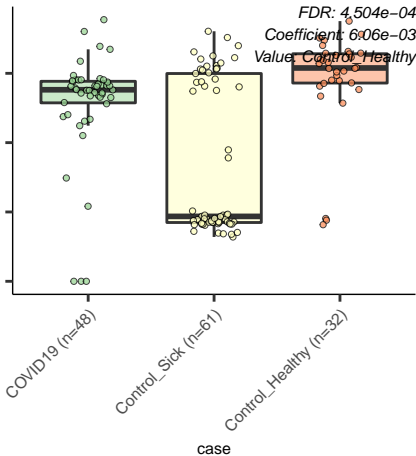 FDR: 4.504e−04
Coefficient: 6.06e−03
Value: Control_Healthy
COVID19 (n=48)
Control_Sick (n=61)
Control_Healthy (n=32)
case